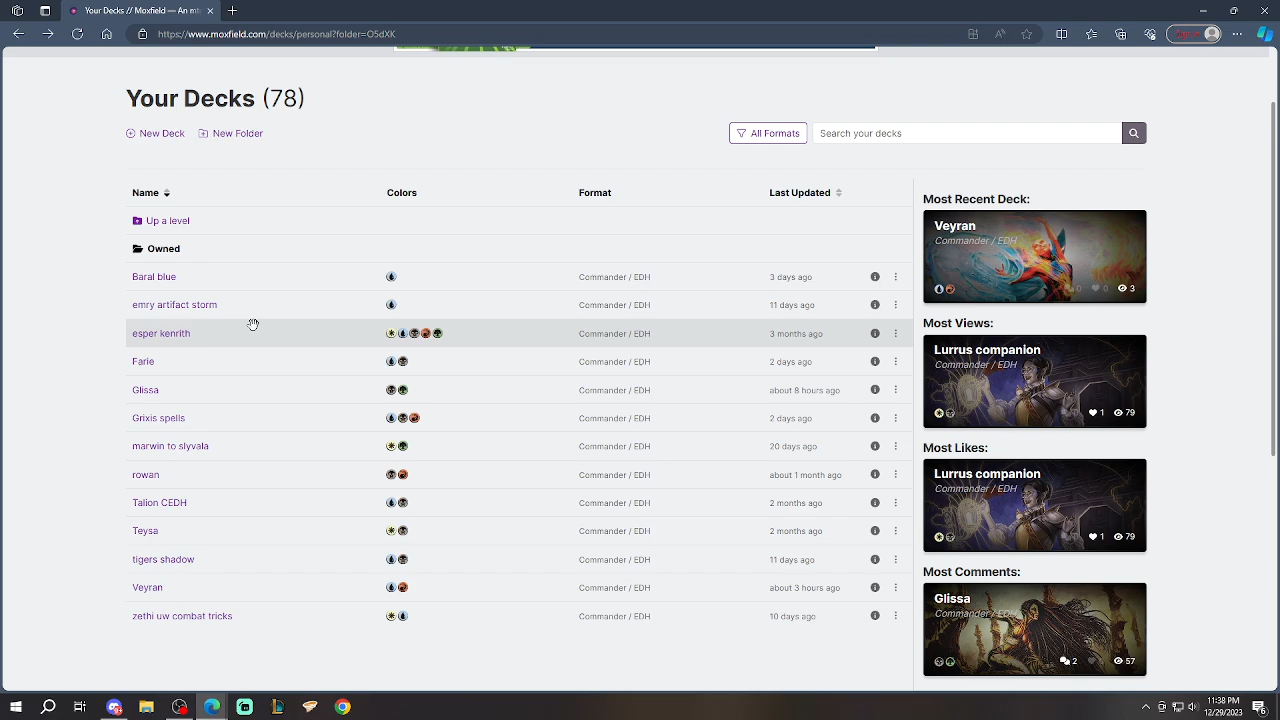 Your Decks // Moxfield — An mt
https://www.moxfield.com/decks/personal?folder=O5dXK
Your Decks (78)
New Deck New Folder
All Formats Search your decks
Name Colors Format Last Updated
Up a level
Owned
Baral blue Commander / EDH 3 days ago
emry artifact storm Commander / EDH 11 days ago
esper kenrith Commander / EDH 3 months ago
Farie Commander / EDH 2 days ago
Glissa Commander / EDH about 8 hours ago
Grixis spells Commander / EDH 2 days ago
marwin to slyvala Commander / EDH 20 days ago
rowan Commander / EDH about 1 month ago
Talion CEDH Commander / EDH 2 months ago
Teysa Commander / EDH 2 months ago
tigers shadow Commander / EDH 11 days ago
Veyran Commander / EDH about 3 hours ago
zethi uw combat tricks Commander / EDH 10 days ago
Most Recent Deck:
Veyran
Commander / EDH
0 0 3
Most Views:
Lurrus companion
Commander / EDH
1 79
Most Likes:
Lurrus companion
Commander / EDH
1 79
Most Comments:
Glissa
Commander / EDH
2 57
11:38 PM
12/29/2023